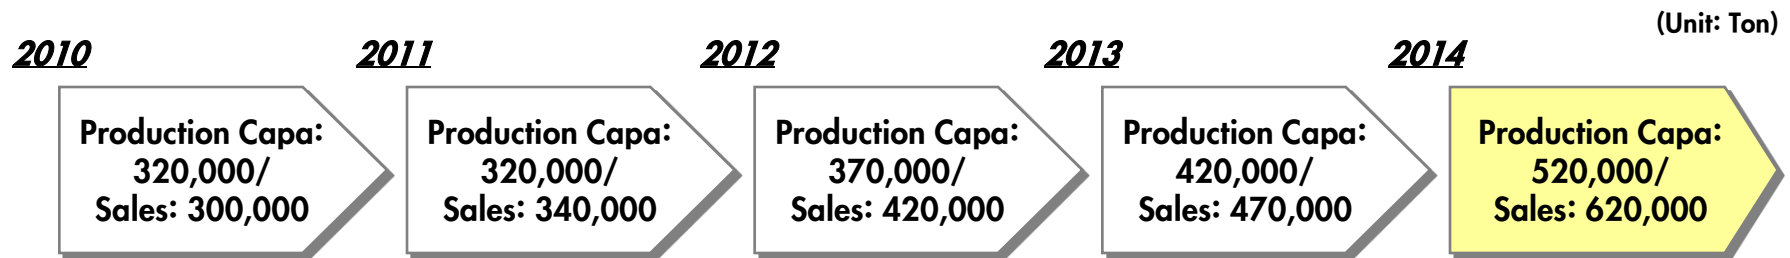 (Unit: Ton)
2010
2011
2012
2013
2014
Production Capa:
320,000/
Sales: 300,000
Production Capa:
320,000/
Sales: 340,000
Production Capa:
370,000/
Sales: 420,000
Production Capa:
420,000/
Sales: 470,000
Production Capa:
520,000/
Sales: 620,000